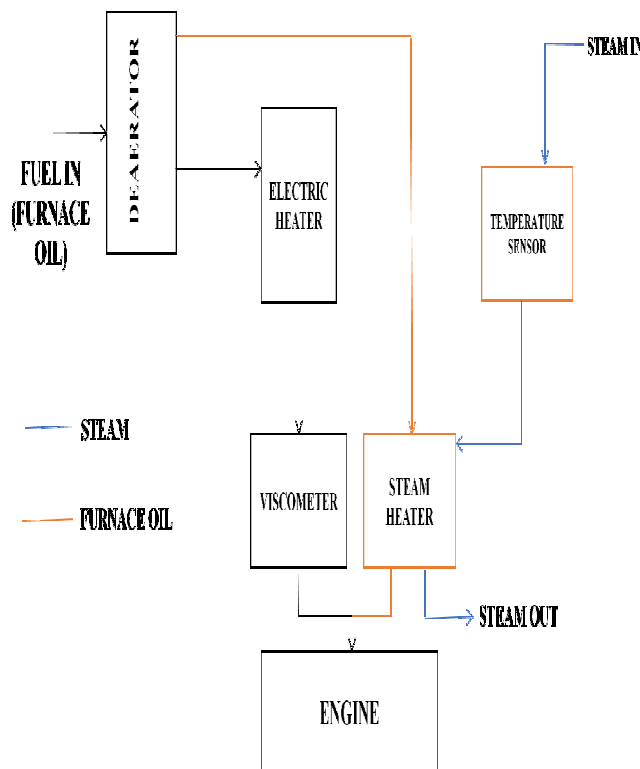 STEAM IN
DEAERATOR
FUEL IN
(FURNACE
OIL)
ELECTRIC
HEATER
TEMPERATURE
SENSOR
STEAM
FURNACE OIL
VISCOMETER
STEAM
HEATER
STEAM OUT
ENGINE